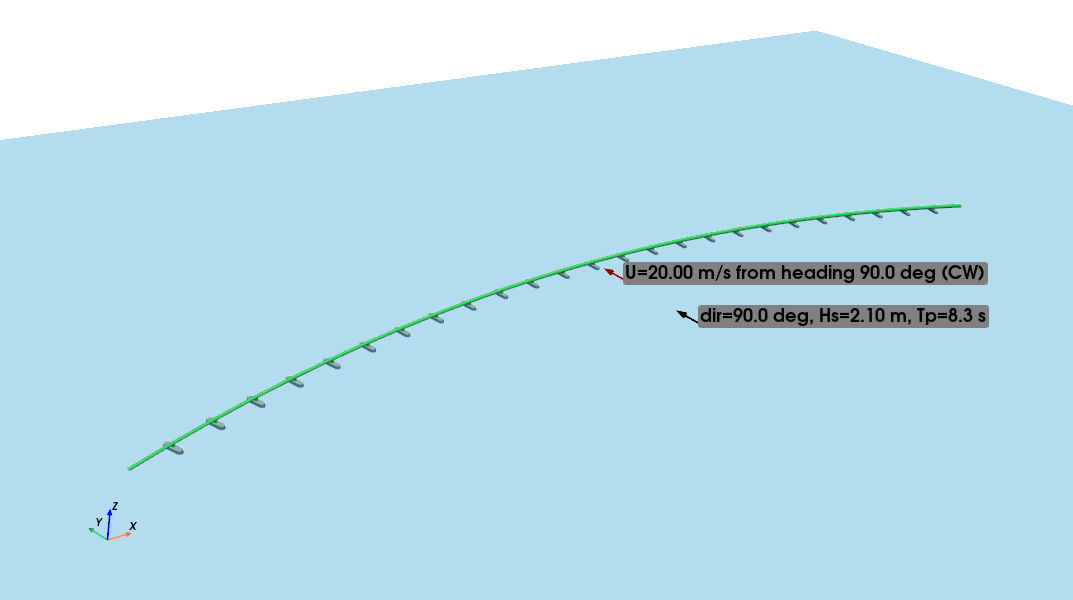 U=20.00 m/s from heading 90.0 deg (CW)
dir=90.0 deg, Hs=2.10 m, Tp=8.3 s
Z
Y
X